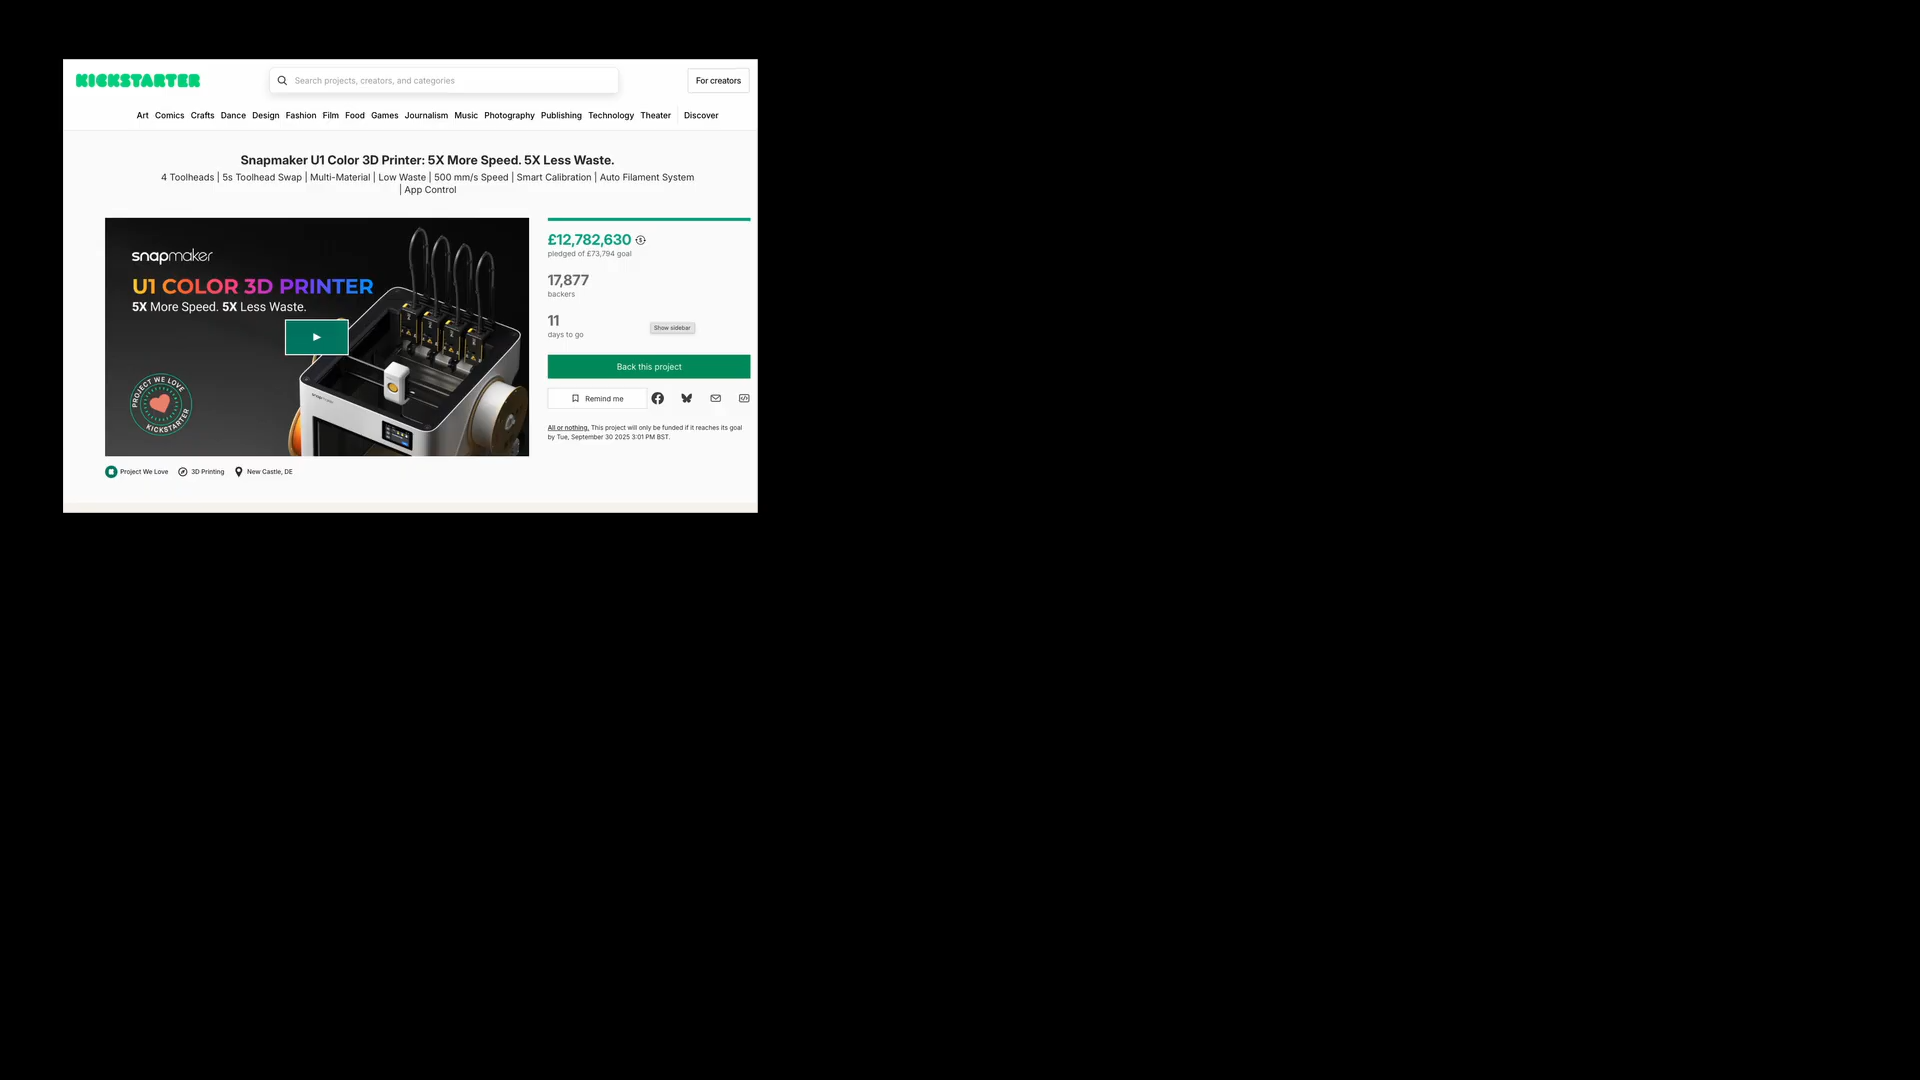 KICKSTARTER
Search projects, creators, and categories
For creators
Art Comics Crafts Dance Design Fashion Film Food Games Journalism Music Photography Publishing Technology Theater Discover
Snapmaker U1 Color 3D Printer: 5X More Speed. 5X Less Waste.
4 Toolheads | 5s Toolhead Swap | Multi-Material | Low Waste | 500 mm/s Speed | Smart Calibration | Auto Filament System
| App Control
snapmaker
U1 COLOR 3D PRINTER
5X More Speed. 5X Less Waste.
PROJECT WE LOVE
KICKSTARTER
£12,782,630
pledged of £73,794 goal
17,877
backers
11
days to go
Show sidebar
Back this project
Remind me
All or nothing. This project will only be funded if it reaches its goal
by Tue, September 30 2025 3:01 PM BST.
Project We Love 3D Printing New Castle, DE